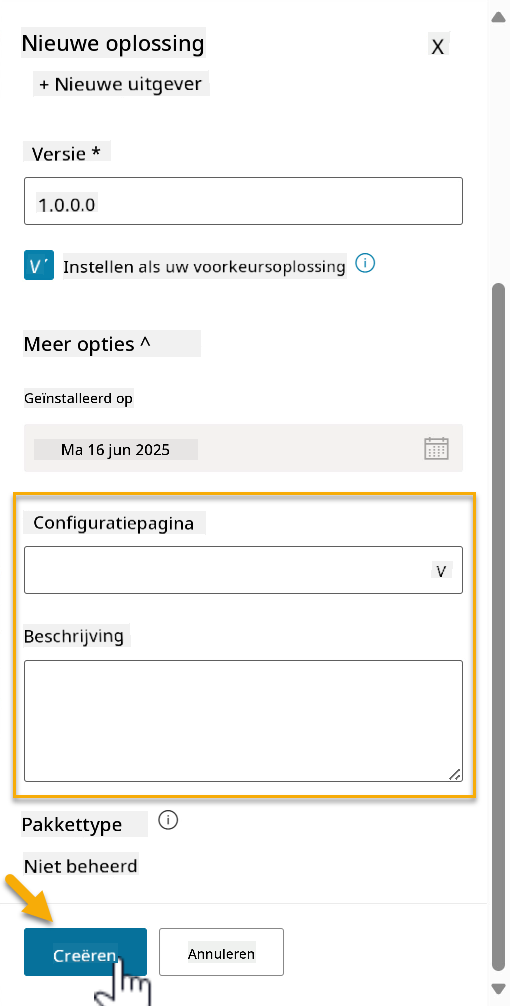 Nieuwe oplossing X
+ Nieuwe uitgever
Versie *
1.0.0.0
V´ Instellen als uw voorkeursoplossing i
Meer opties ^
Geïnstalleerd op
Ma 16 jun 2025
Configuratiepagina
V
Beschrijving
Pakkettype i
Niet beheerd
Creëren Annuleren